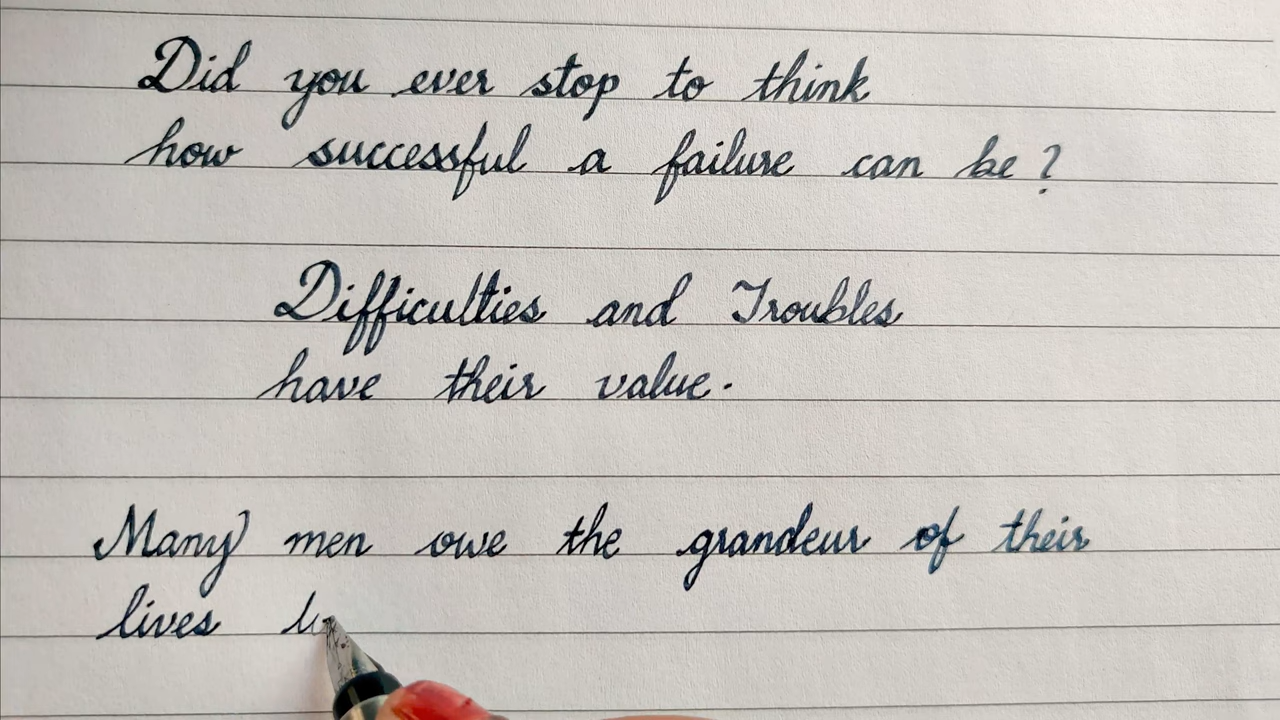 Did you ever stop to think
how successful a failure can be?
Difficulties and Troubles
have their value.
Many men owe the grandeur of their
lives